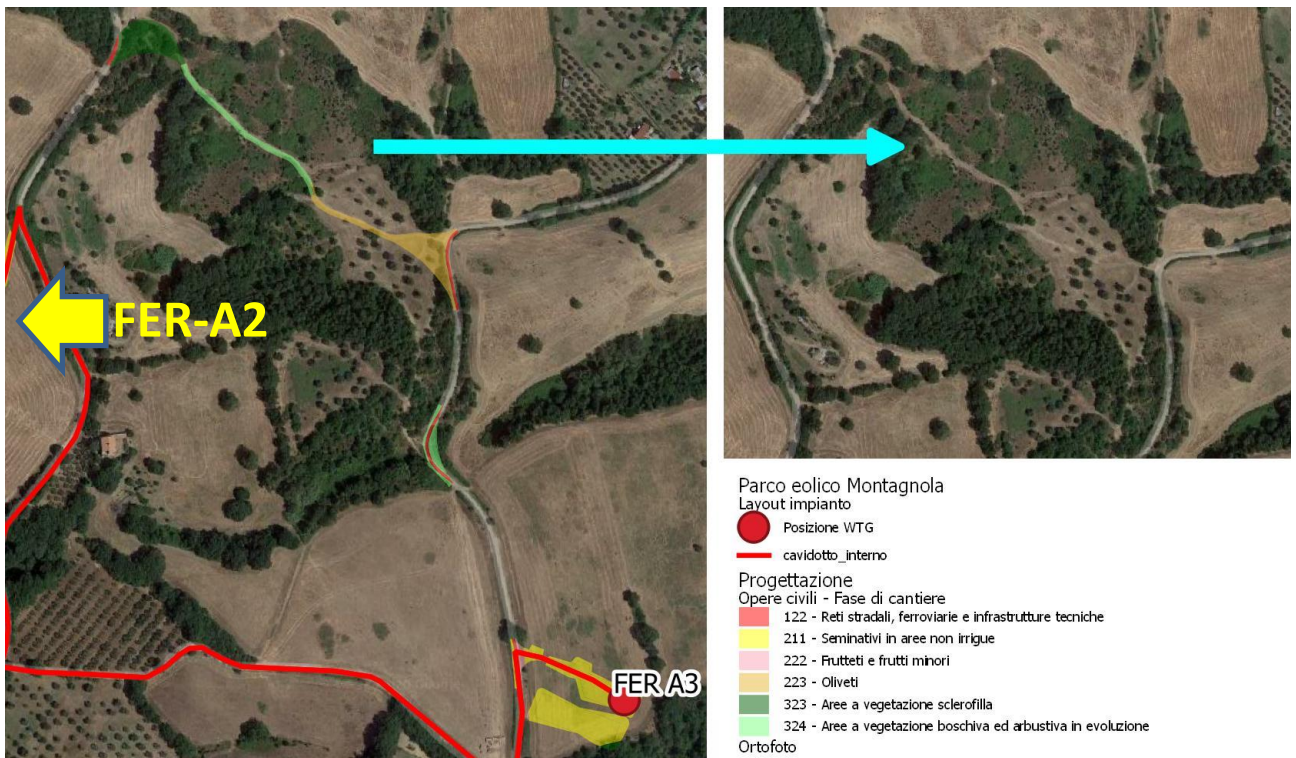 FER-A2
FER A3
Parco eolico Montagnola
Layout impianto
Posizione WTG
cavidotto_interno
Progettazione
Opere civili - Fase di cantiere
122 - Reti stradali, ferroviarie e infrastrutture tecniche
211 - Seminativi in aree non irrigue
222 - Frutteti e frutti minori
223 - Oliveti
323 - Aree a vegetazione sclerofilla
324 - Aree a vegetazione boschiva ed arbustiva in evoluzione
Ortofoto